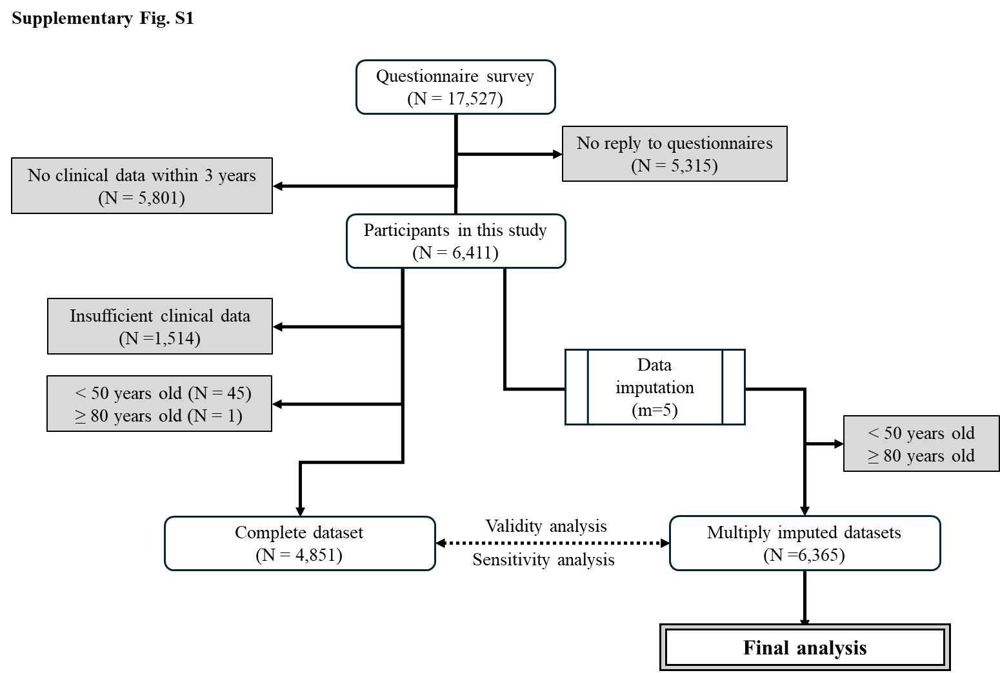 Supplementary Fig. S1
Questionnaire survey
(N = 17,527)
No reply to questionnaires
(N = 5,315)
No clinical data within 3 years
(N = 5,801)
Participants in this study
(N = 6,411)
Insufficient clinical data
(N =1,514)
< 50 years old (N = 45)
≥ 80 years old (N = 1)
Data
imputation
(m=5)
< 50 years old
≥ 80 years old
Complete dataset
(N = 4,851)
Validity analysis
Sensitivity analysis
Multiply imputed datasets
(N =6,365)
Final analysis